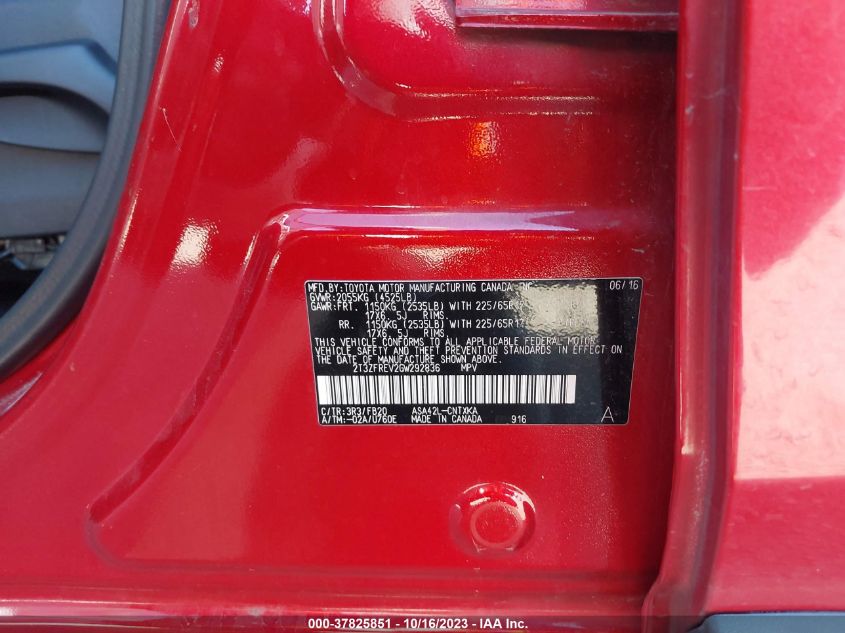 MFD.BY:TOYOTA MOTOR MANUFACTURING CANADA, INC. 06/16
GVWR:2055KG (4525LB)
GAWR:FRT. 1150KG (2535LB) WITH 225/65R
17X6. 5J RIMS.
RR. 1150KG (2535LB) WITH 225/65R17
17X6. 5J RIMS.
THIS VEHICLE CONFORMS TO ALL APPLICABLE FEDERAL MOTOR
VEHICLE SAFETY AND THEFT PREVENTION STANDARDS IN EFFECT ON
THE DATE OF MANUFACTURE SHOWN ABOVE.
2T3ZFREV2GW292836 MPV
C/TR:3R3/FB20 ASA42L-CNTXKA
A/TM:-02A/U760E MADE IN CANADA 916 A
000-37825851 - 10/16/2023 - IAA Inc.